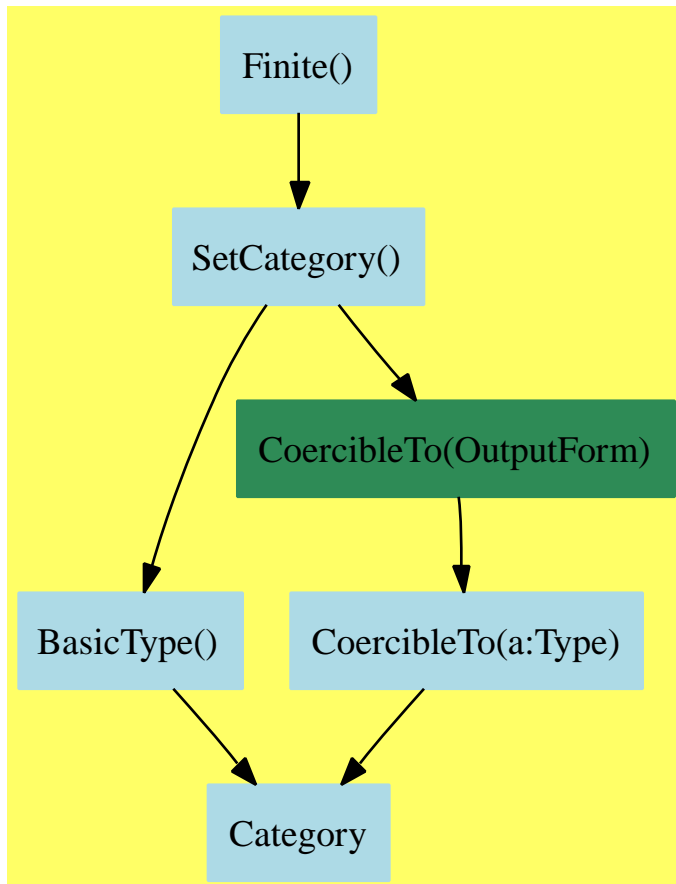 Finite()
SetCategory()
CoercibleTo(OutputForm)
BasicType()
CoercibleTo(a:Type)
Category